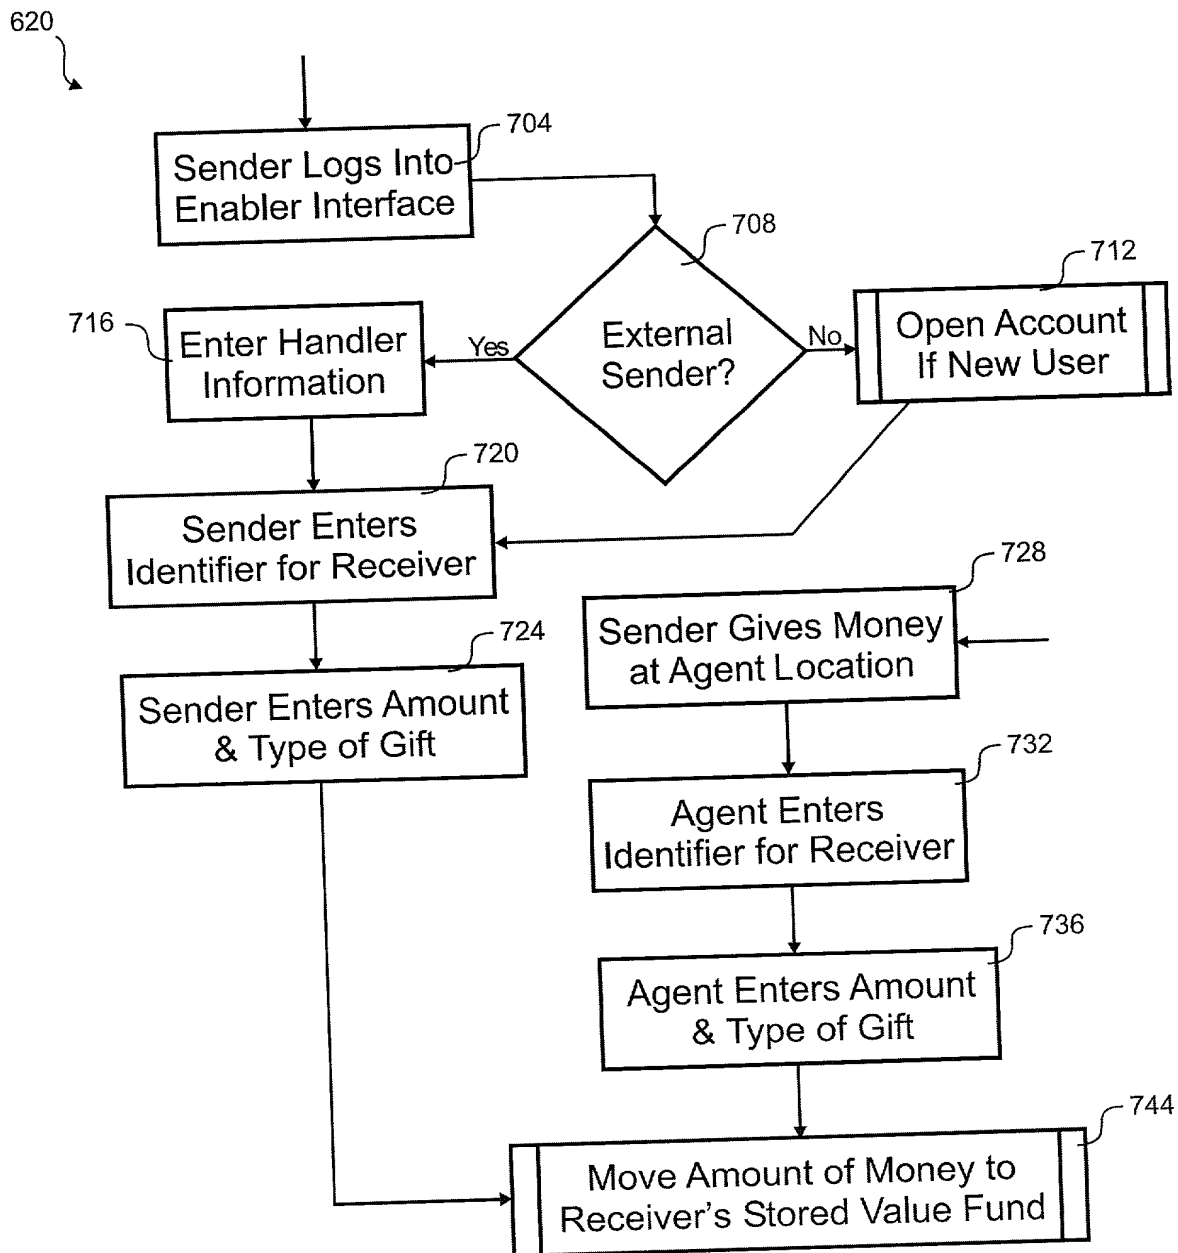 620
704
Sender Logs Into
Enabler Interface
708
External
Sender?
Yes
No
712
Open Account
If New User
716
Enter Handler
Information
720
Sender Enters
Identifier for Receiver
724
Sender Enters Amount
& Type of Gift
728
Sender Gives Money
at Agent Location
732
Agent Enters
Identifier for Receiver
736
Agent Enters Amount
& Type of Gift
744
Move Amount of Money to
Receiver's Stored Value Fund